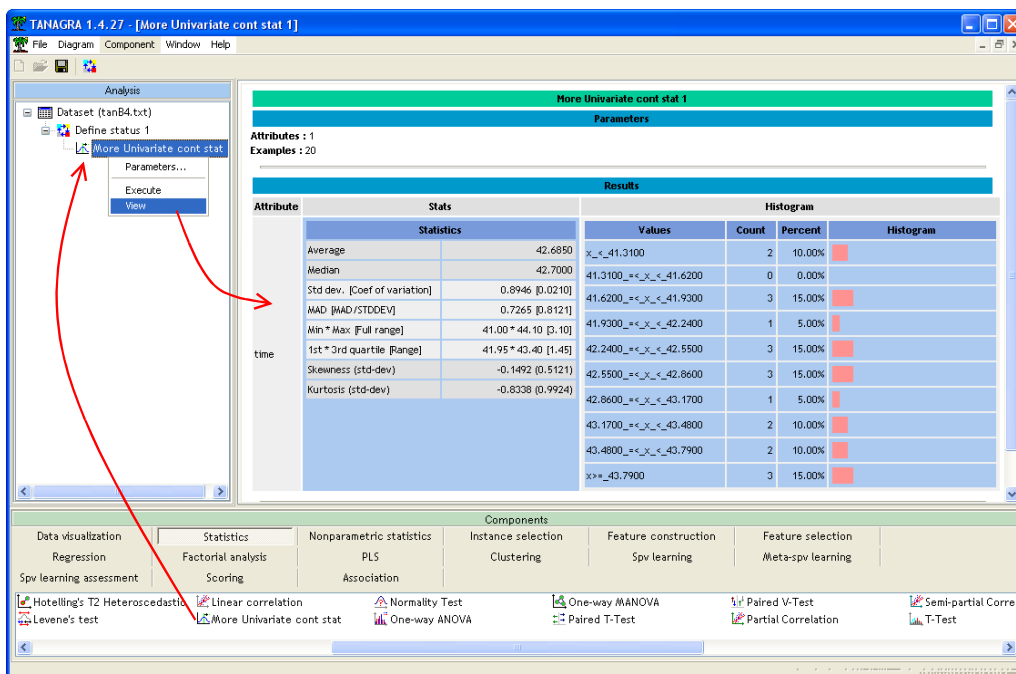 TANAGRA 1.4.27 - [More Univariate cont stat 1]
File Diagram Component Window Help
Analysis
Dataset (tanB4.txt)
Define status 1
More Univariate cont stat
Parameters...
Execute
View
More Univariate cont stat 1
Parameters
Attributes : 1
Examples : 20
Results
Attribute Stats Histogram
Statistics
Average 42.6850
Median 42.7000
Std dev. [Coef of variation] 0.8946 [0.0210]
MAD [MAD/STDDEV] 0.7265 [0.8121]
Min * Max [Full range] 41.00 * 44.10 [3.10]
1st * 3rd quartile [Range] 41.95 * 43.40 [1.45]
Skewness (std-dev) -0.1492 (0.5121)
Kurtosis (std-dev) -0.8338 (0.9924)
time
Values Count Percent Histogram
x_<_41.3100 2 10.00%
41.3100_=<_x_<_41.6200 0 0.00%
41.6200_=<_x_<_41.9300 3 15.00%
41.9300_=<_x_<_42.2400 1 5.00%
42.2400_=<_x_<_42.5500 3 15.00%
42.5500_=<_x_<_42.8600 3 15.00%
42.8600_=<_x_<_43.1700 1 5.00%
43.1700_=<_x_<_43.4800 2 10.00%
43.4800_=<_x_<_43.7900 2 10.00%
x>=_43.7900 3 15.00%
Components
Data visualization Statistics Nonparametric statistics Instance selection Feature construction Feature selection
Regression Factorial analysis PLS Clustering Spv learning Meta-spv learning
Spv learning assessment Scoring Association
Hotelling's T2 Heteroscedastic Linear correlation Normality Test One-way MANOVA Paired V-Test Semi-partial Corre
Levene's test More Univariate cont stat One-way ANOVA Paired T-Test Partial Correlation T-Test